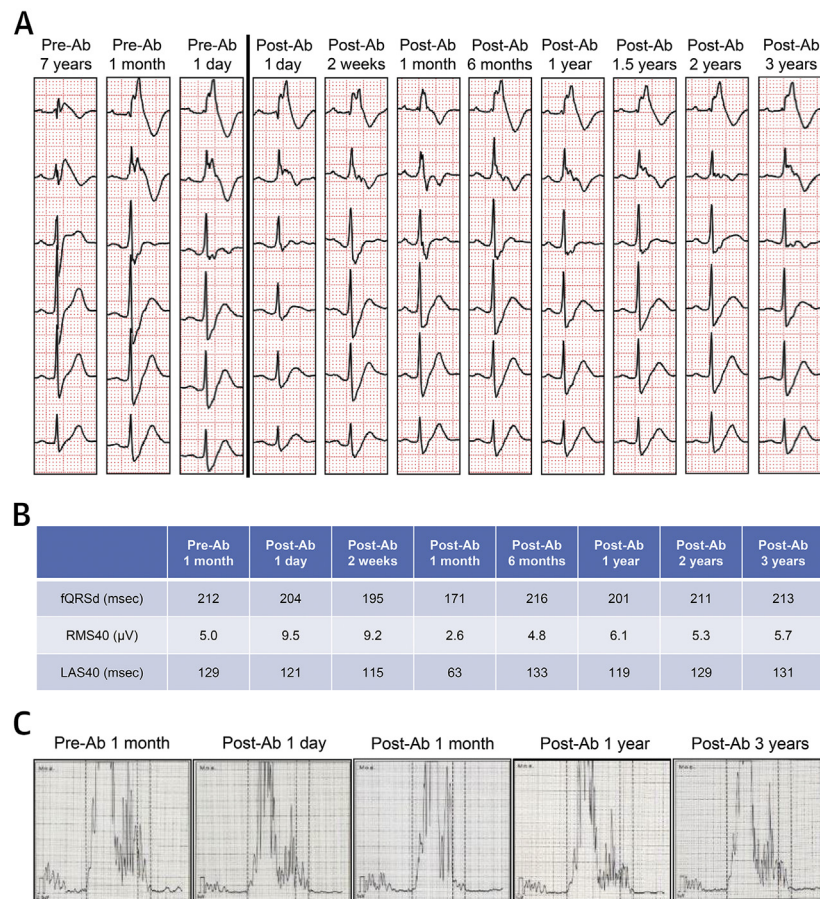 A
Pre-Ab Pre-Ab Pre-Ab Post-Ab Post-Ab Post-Ab Post-Ab Post-Ab Post-Ab Post-Ab Post-Ab
7 years 1 month 1 day 1 day 2 weeks 1 month 6 months 1 year 1.5 years 2 years 3 years
B
Pre-Ab Post-Ab Post-Ab Post-Ab Post-Ab Post-Ab Post-Ab Post-Ab
1 month 1 day 2 weeks 1 month 6 months 1 year 2 years 3 years
fQRSd (msec) 212 204 195 171 216 201 211 213
RMS40 (μV) 5.0 9.5 9.2 2.6 4.8 6.1 5.3 5.7
LAS40 (msec) 129 121 115 63 133 119 129 131
C
Pre-Ab 1 month Post-Ab 1 day Post-Ab 1 month Post-Ab 1 year Post-Ab 3 years